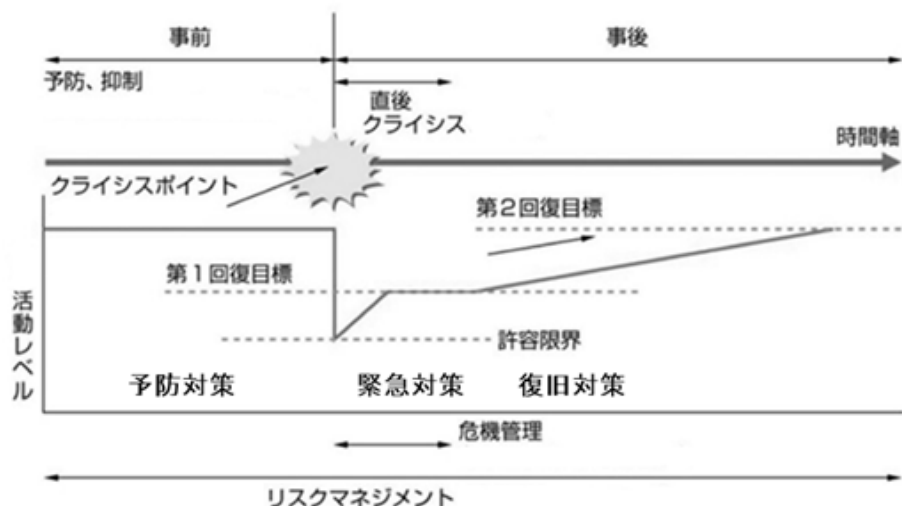 事前
事後
予防、抑制
直後
クライシス
時間軸
クライシスポイント
第2回復目標
第1回復目標
活動レベル
許容限界
予防対策
緊急対策
復旧対策
危機管理
リスクマネジメント